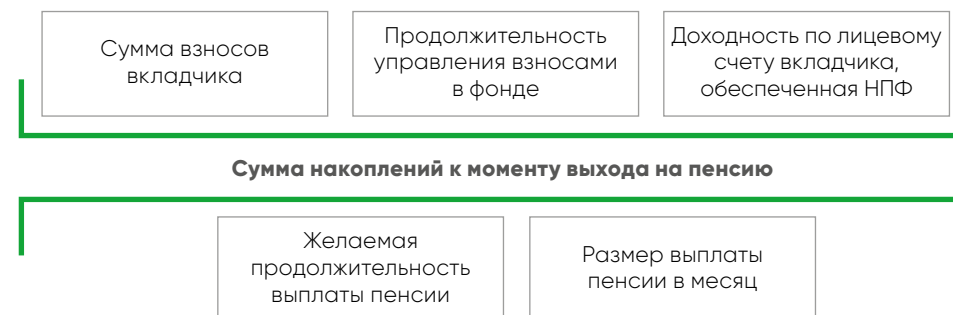 Сумма взносов
вкладчика
Продолжительность
управления взносами
в фонде
Доходность по лицевому
счету вкладчика,
обеспеченная НПФ
Сумма накоплений к моменту выхода на пенсию
Желаемая
продолжительность
выплаты пенсии
Размер выплаты
пенсии в месяц